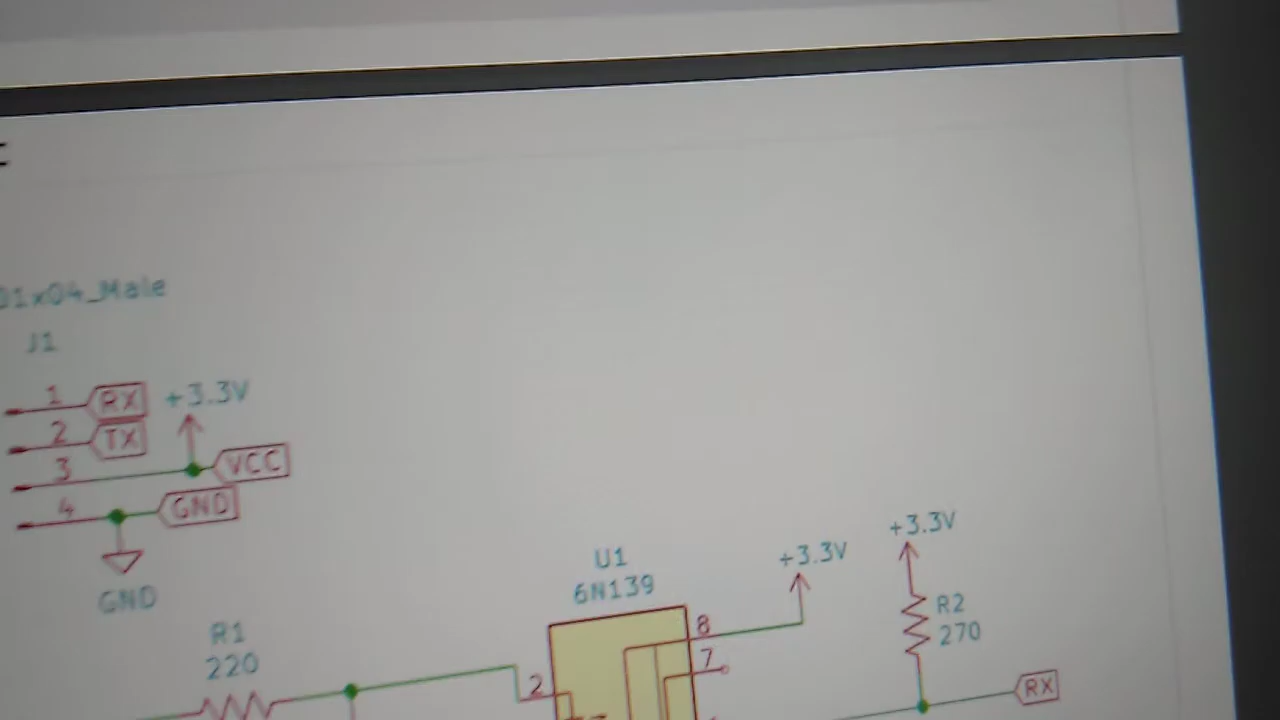 01x04_Male
J1
1 RX +3.3V
2 TX
3 VCC
4 GND
GND
+3.3V
U1 +3.3V
6N139
R2
8
R1 270
7
220
2 RX